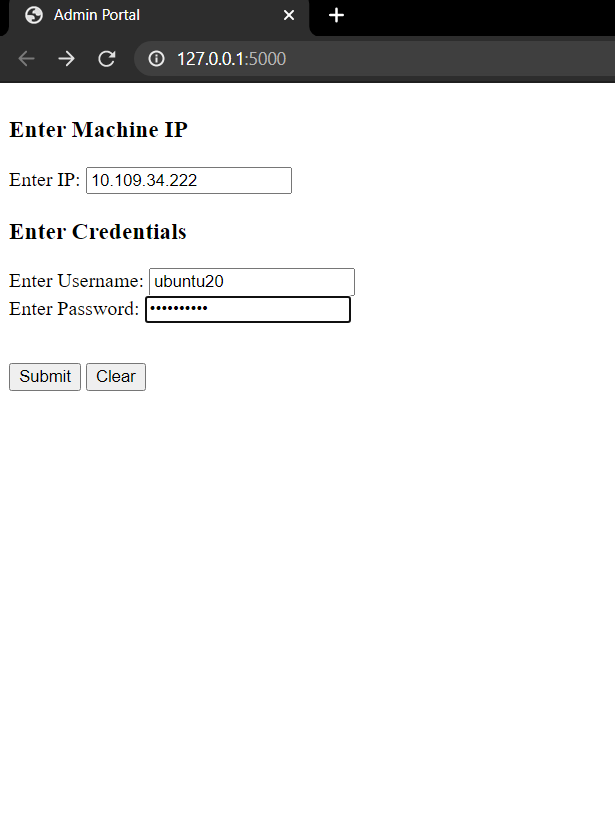 Admin Portal
127.0.0.1:5000
Enter Machine IP
Enter IP: 10.109.34.222
Enter Credentials
Enter Username: ubuntu20
Enter Password: ••••••••••
Submit Clear